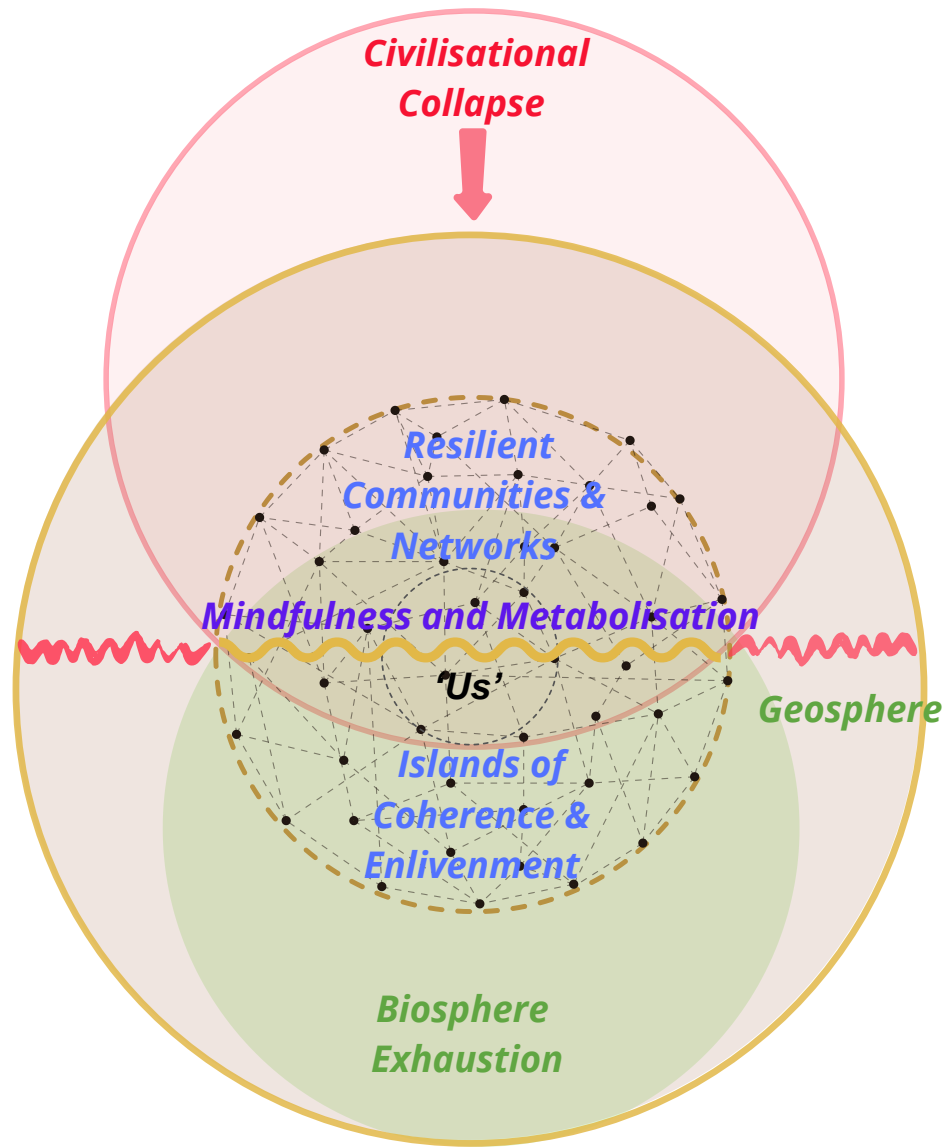 Civilisational
Collapse
Resilient
Communities &
Networks
Mindfulness and Metabolisation
‘Us’
Geosphere
Islands of
Coherence &
Enlivenment
Biosphere
Exhaustion